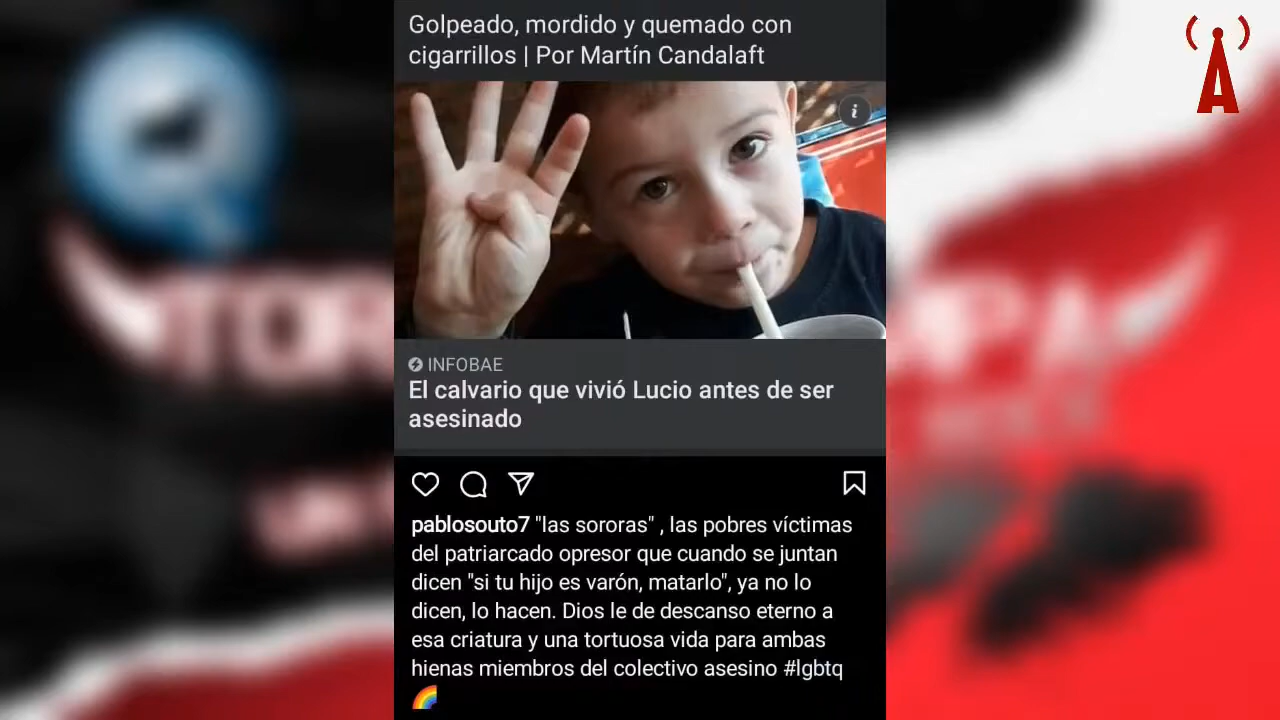 Golpeado, mordido y quemado con
cigarrillos | Por Martín Candalaft
i
INFOBAE
El calvario que vivió Lucio antes de ser
asesinado
pablosouto7 "las sororas" , las pobres víctimas
del patriarcado opresor que cuando se juntan
dicen "si tu hijo es varón, matarlo", ya no lo
dicen, lo hacen. Dios le de descanso eterno a
esa criatura y una tortuosa vida para ambas
hienas miembros del colectivo asesino #lgbtq